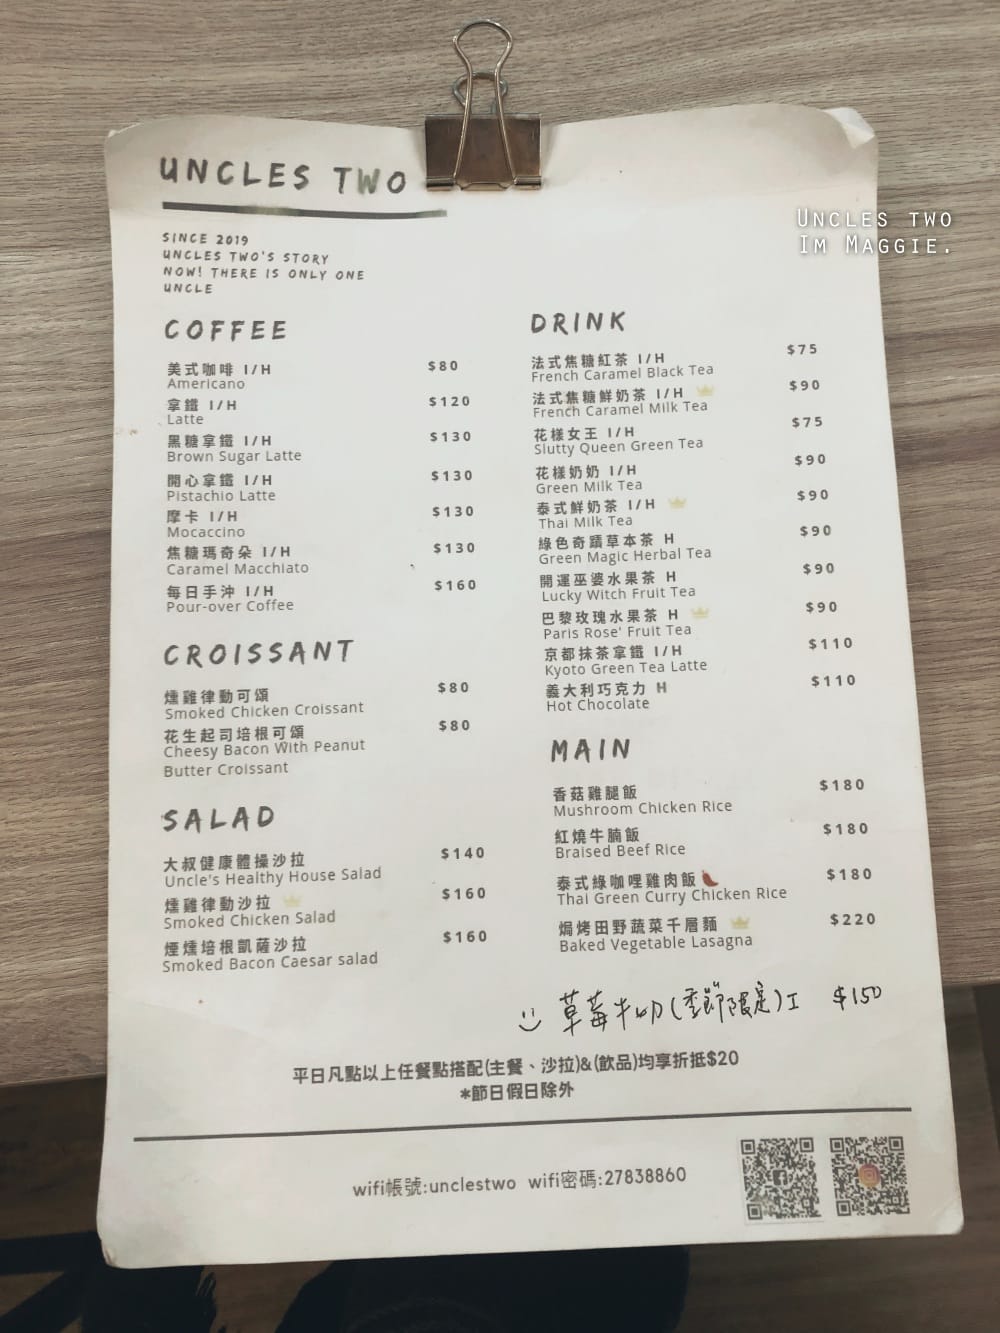 UNCLES TWO
SINCE 2019
UNCLES TWO'S STORY
NOW! THERE IS ONLY ONE
UNCLE
UNCLES TWO
IM MAGGIE.
COFFEE
美式咖啡 I/H $80
Americano
拿鐵 I/H $120
Latte
黑糖拿鐵 I/H $130
Brown Sugar Latte
開心拿鐵 I/H $130
Pistachio Latte
摩卡 I/H $130
Mocaccino
焦糖瑪奇朵 I/H $130
Caramel Macchiato
每日手沖 I/H $160
Pour-over Coffee
CROISSANT
燻雞律動可頌 $80
Smoked Chicken Croissant
花生起司培根可頌 $80
Cheesy Bacon With Peanut
Butter Croissant
SALAD
大叔健康體操沙拉 $140
Uncle's Healthy House Salad
燻雞律動沙拉 $160
Smoked Chicken Salad
煙燻培根凱薩沙拉 $160
Smoked Bacon Caesar salad
DRINK
法式焦糖紅茶 I/H $75
French Caramel Black Tea
法式焦糖鮮奶茶 I/H $90
French Caramel Milk Tea
花樣女王 I/H $75
Slutty Queen Green Tea
花樣奶奶 I/H $90
Green Milk Tea
泰式鮮奶茶 I/H $90
Thai Milk Tea
綠色奇蹟草本茶 H $90
Green Magic Herbal Tea
開運巫婆水果茶 H $90
Lucky Witch Fruit Tea
巴黎玫瑰水果茶 H $90
Paris Rose' Fruit Tea
京都抹茶拿鐵 I/H $110
Kyoto Green Tea Latte
義大利巧克力 H $110
Hot Chocolate
MAIN
香菇雞腿飯 $180
Mushroom Chicken Rice
紅燒牛腩飯 $180
Braised Beef Rice
泰式綠咖哩雞肉飯 $180
Thai Green Curry Chicken Rice
焗烤田野蔬菜千層麵 $220
Baked Vegetable Lasagna
草莓牛奶(季節限定)I $150
平日凡點以上任餐點搭配(主餐、沙拉)&(飲品)均享折抵$20
*節日假日除外
wifi帳號:unclestwo wifi密碼:27838860